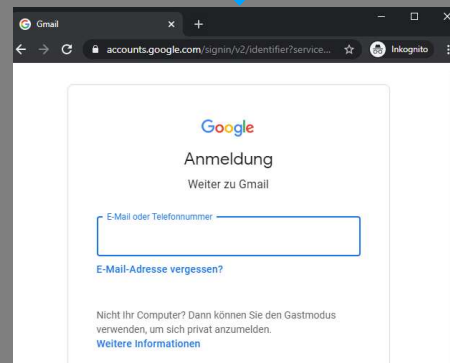 Gmail
accounts.google.com/signin/v2/identifier?service...
Inkognito
Google
Anmeldung
Weiter zu Gmail
E-Mail oder Telefonnummer
E-Mail-Adresse vergessen?
Nicht Ihr Computer? Dann können Sie den Gastmodus
verwenden, um sich privat anzumelden.
Weitere Informationen